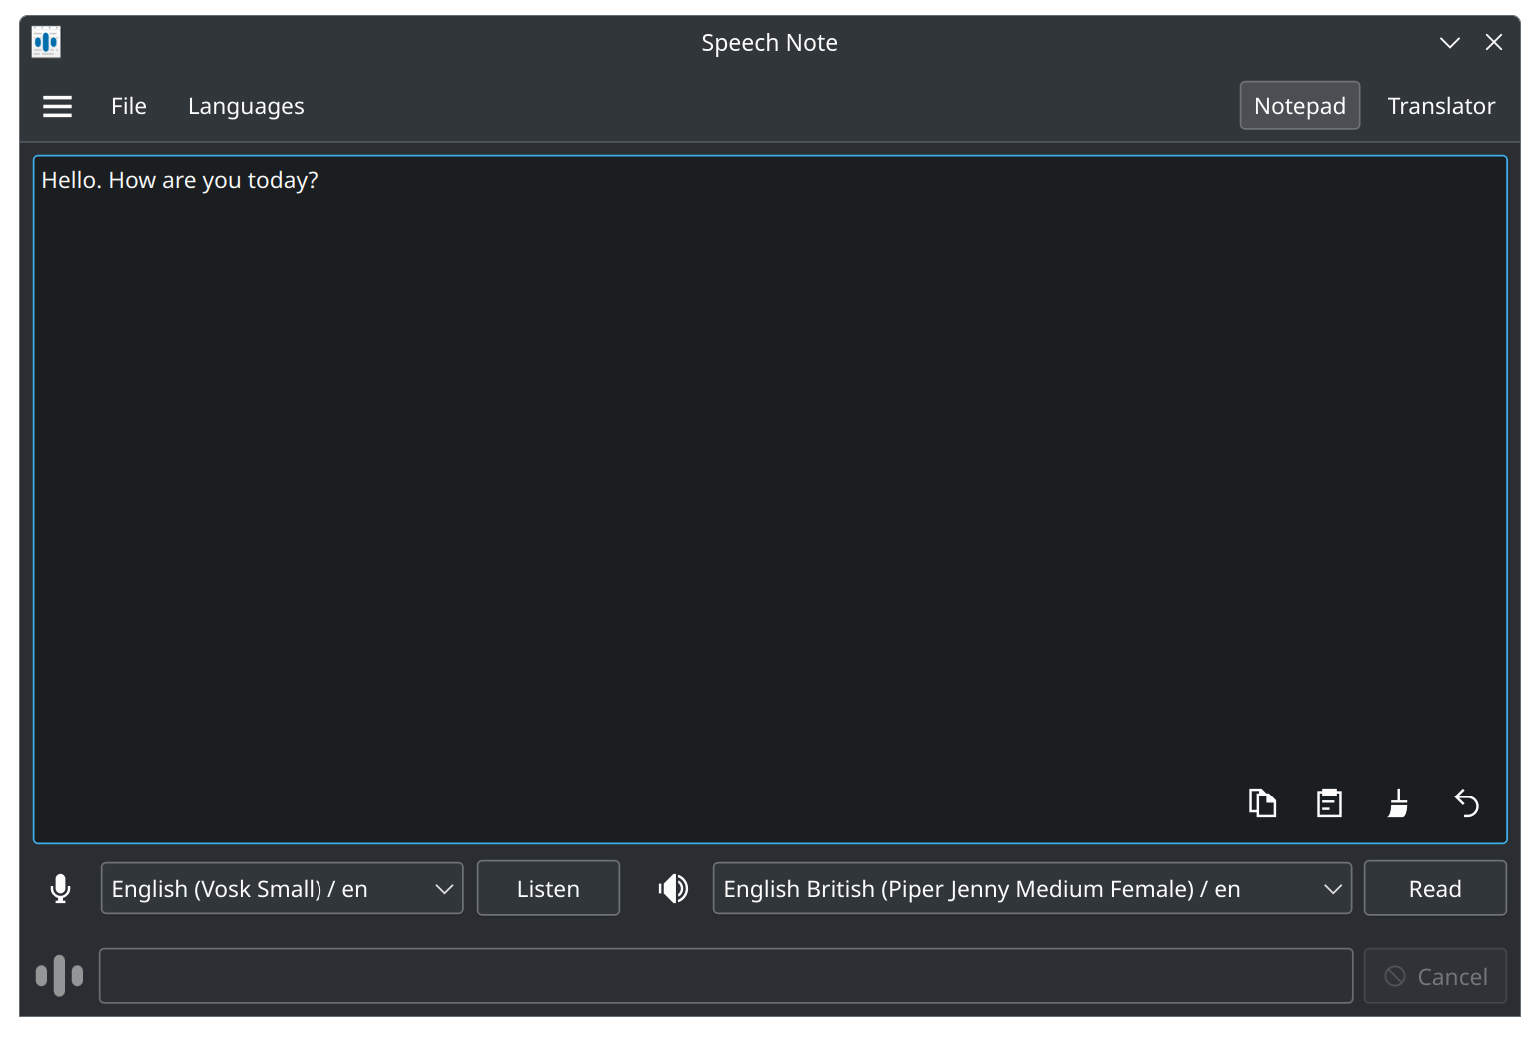 Speech Note
File Languages Notepad Translator
Hello. How are you today?
English (Vosk Small) / en Listen English British (Piper Jenny Medium Female) / en Read
Cancel